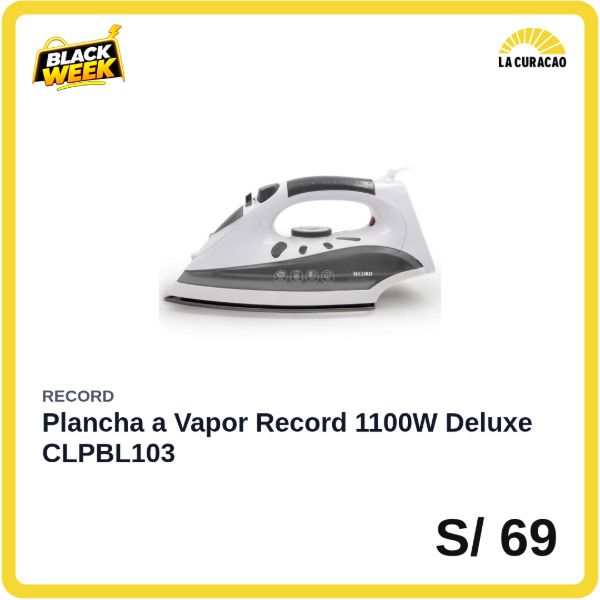 BLACK
WEEK
LA CURACAO
RECORD
RECORD
Plancha a Vapor Record 1100W Deluxe
CLPBL103
S/ 69